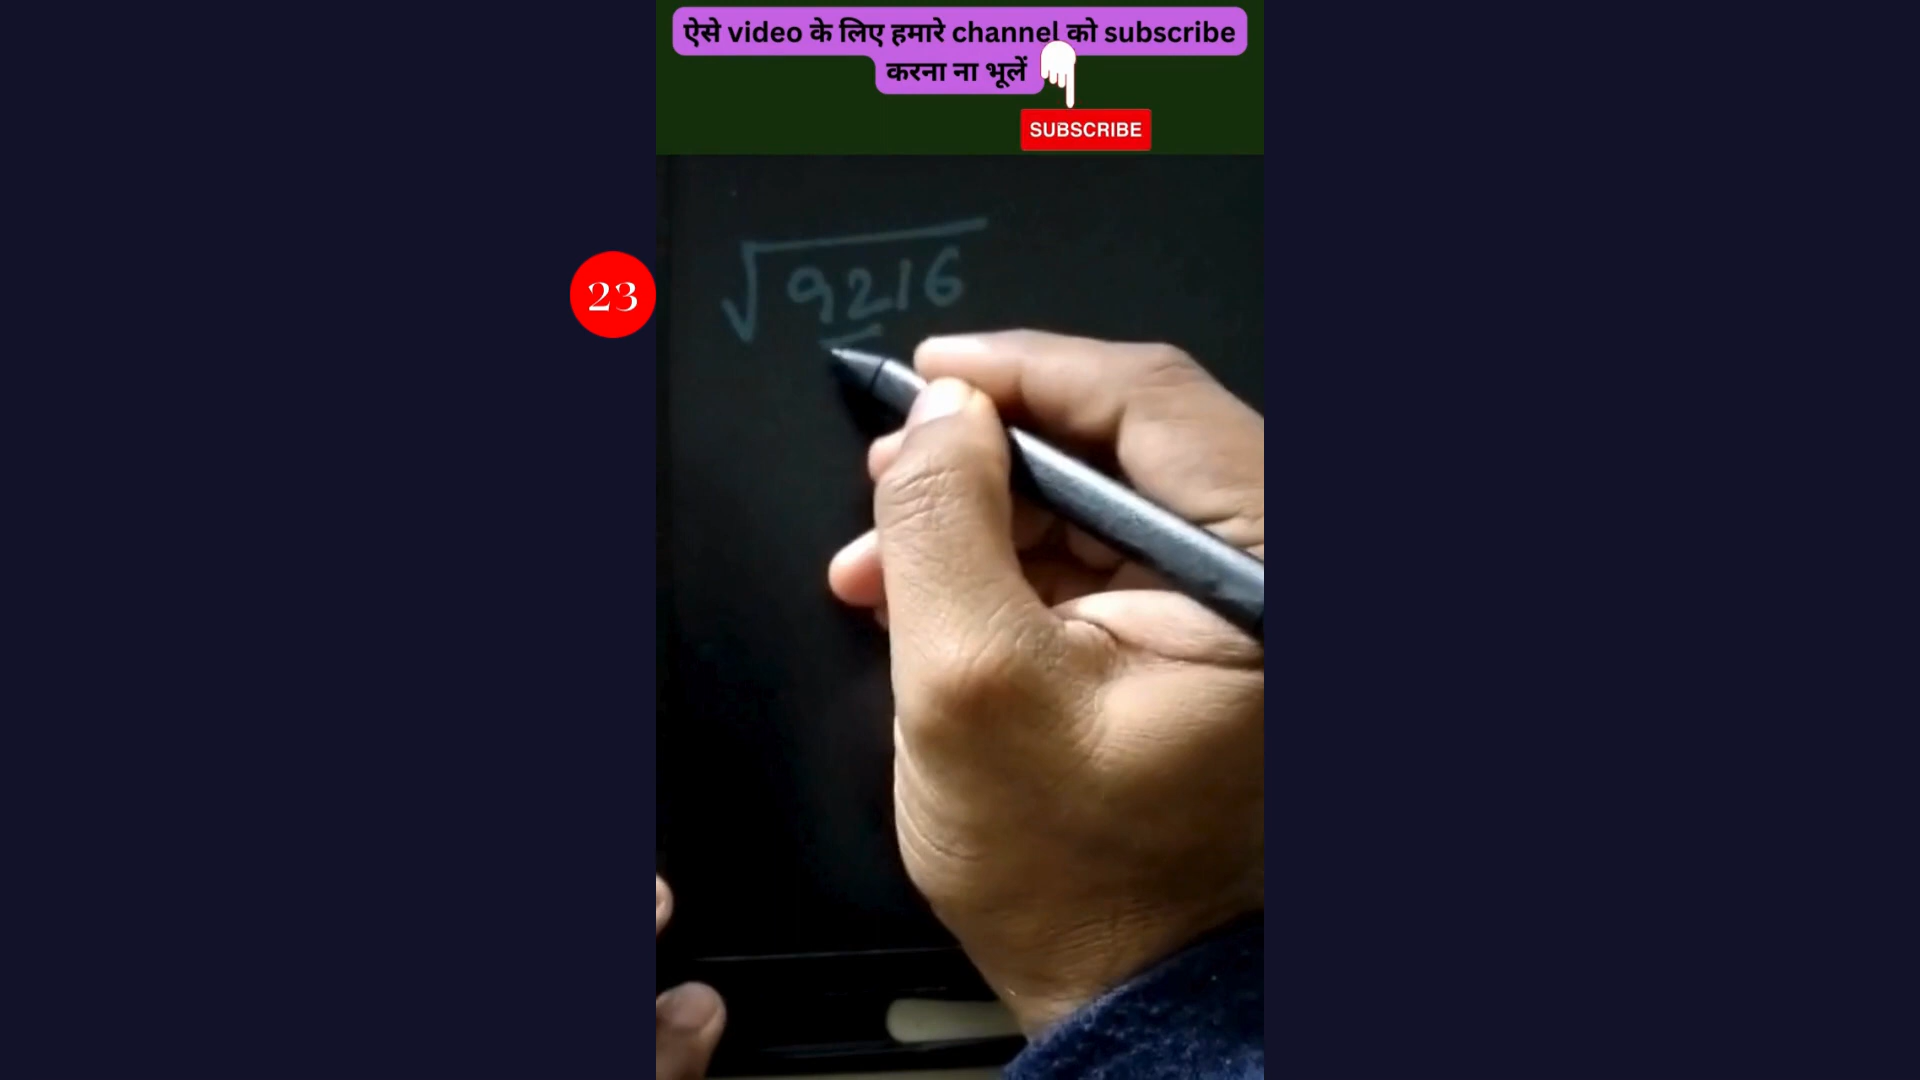 ऐसे video के लिए हमारे channel को subscribe
करना ना भूलें
SUBSCRIBE
23
√9216